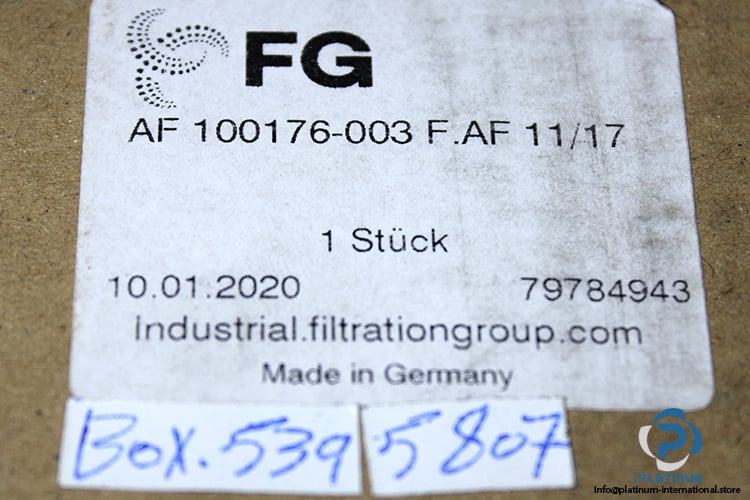 FG
AF 100176-003 F.AF 11/17
1 Stück
10.01.2020 79784943
Industrial.filtrationgroup.com
Made in Germany
Box.539 5807
PLATINUM
Info@platinum-international.store